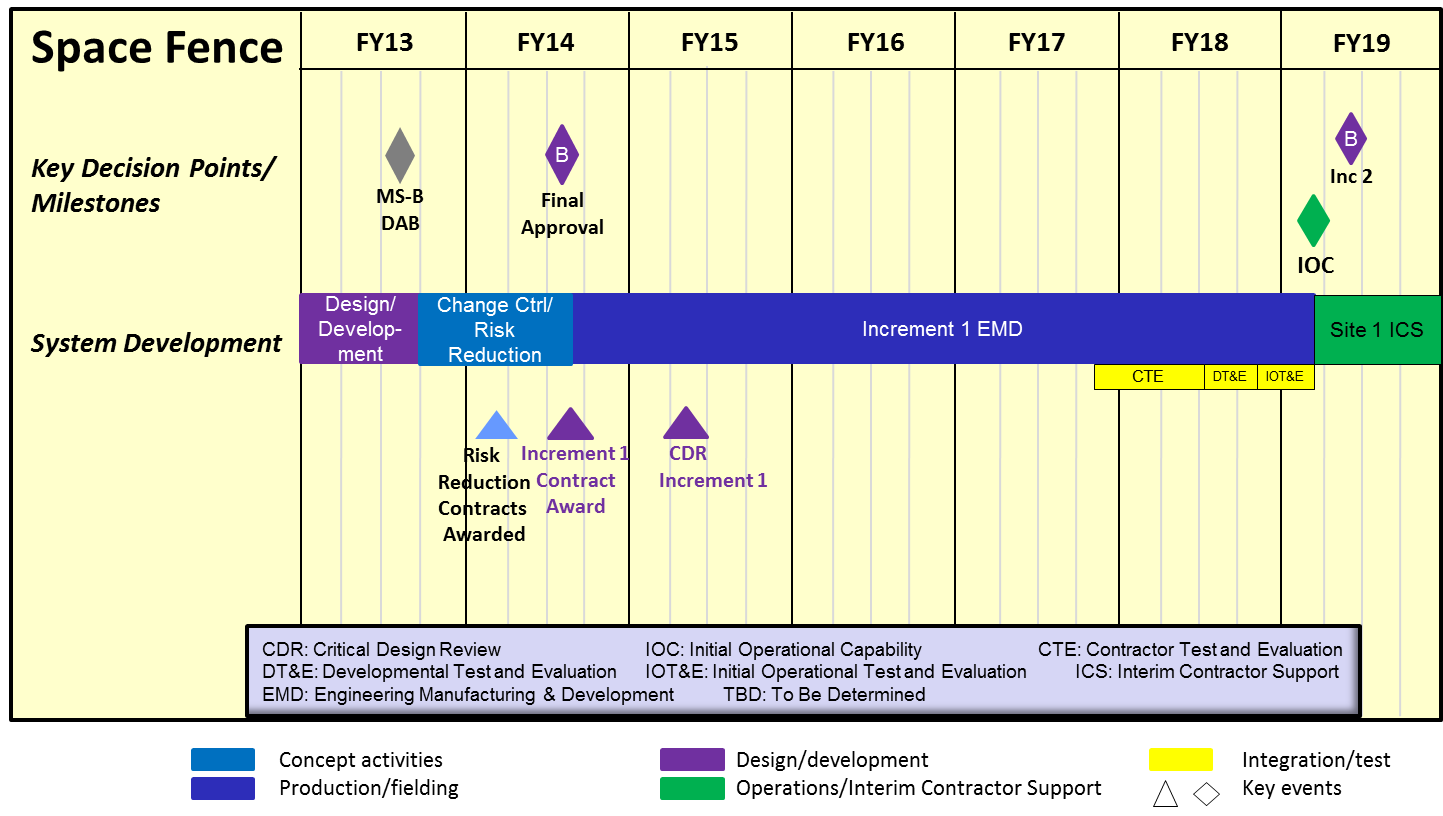 Space Fence FY13 FY14 FY15 FY16 FY17 FY18 FY19
Key Decision Points/
Milestones
MS-B
DAB
B
Final
Approval
B
Inc 2
IOC
System Development
Design/
Develop-
ment
Change Ctrl/
Risk
Reduction
Increment 1 EMD
Site 1 ICS
CTE DT&E IOT&E
Risk
Reduction
Contracts
Awarded
Increment 1
Contract
Award
CDR
Increment 1
CDR: Critical Design Review IOC: Initial Operational Capability CTE: Contractor Test and Evaluation
DT&E: Developmental Test and Evaluation IOT&E: Initial Operational Test and Evaluation ICS: Interim Contractor Support
EMD: Engineering Manufacturing & Development TBD: To Be Determined
Concept activities Design/development Integration/test
Production/fielding Operations/Interim Contractor Support Key events